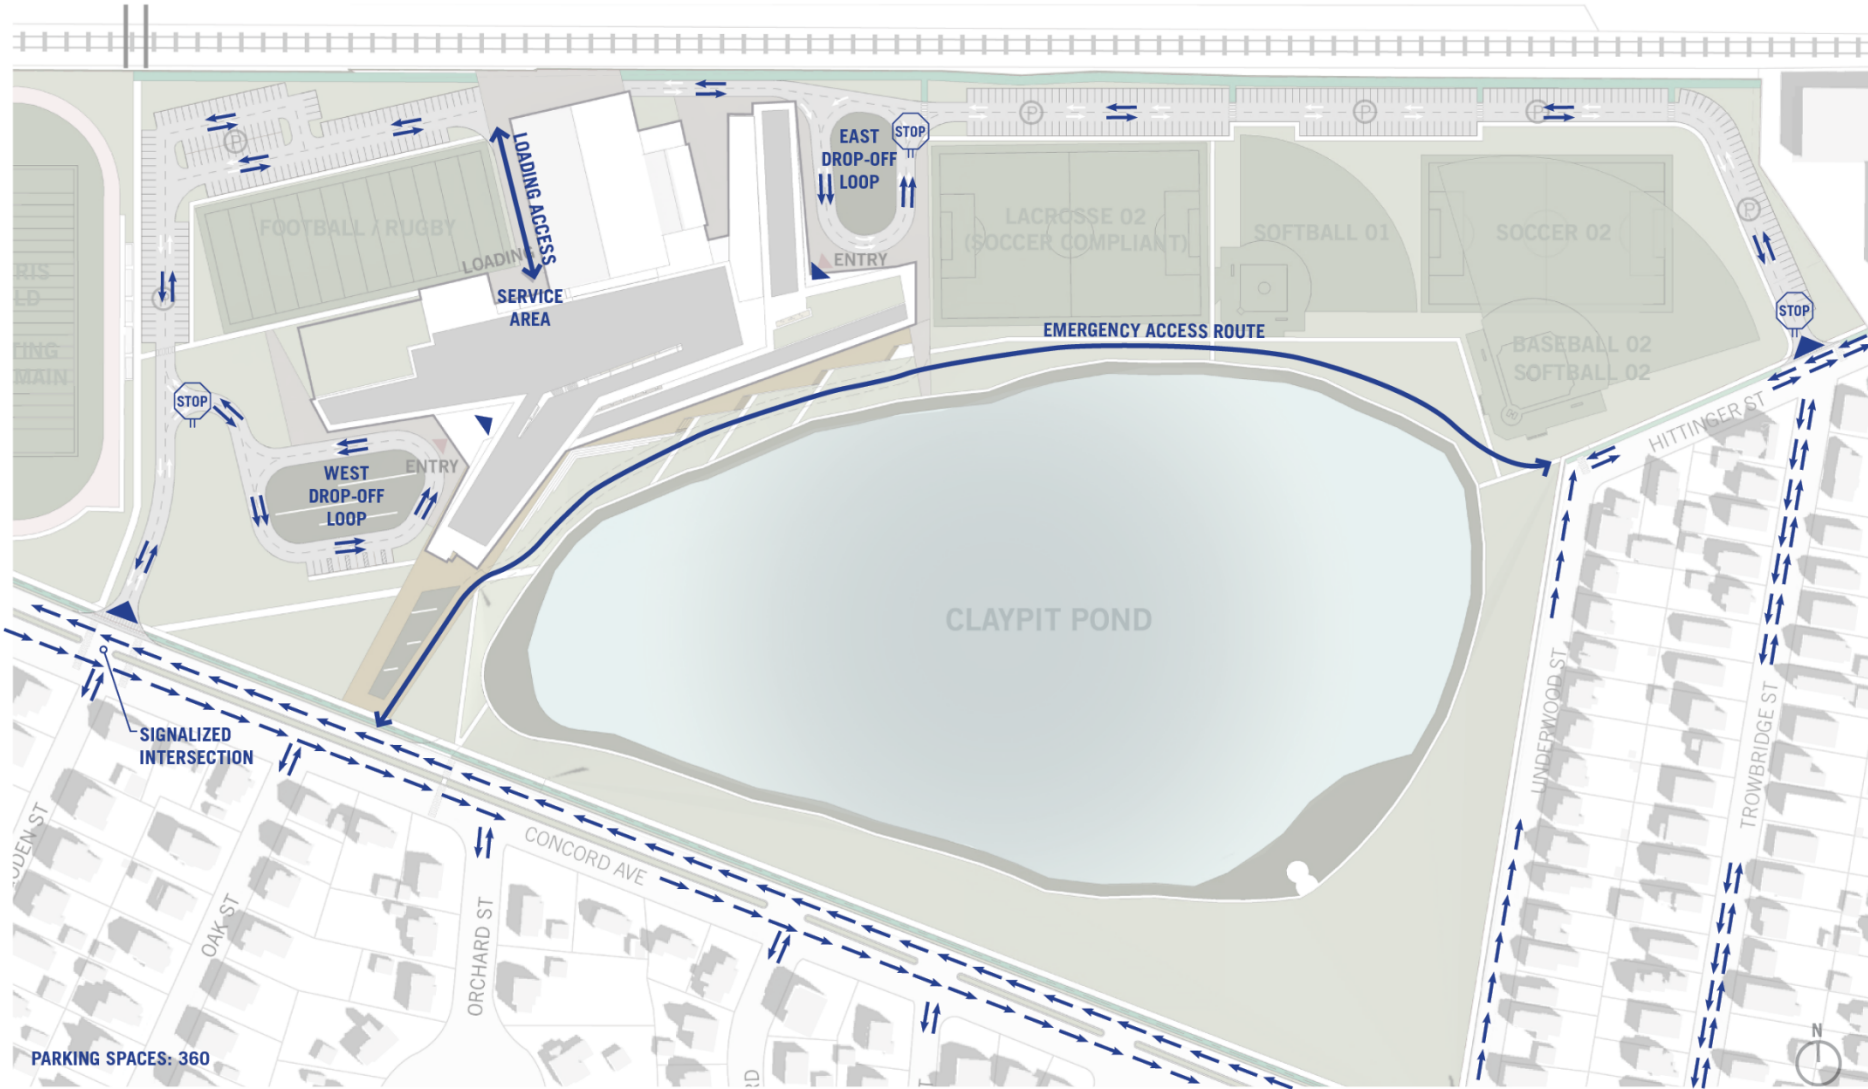 EAST
DROP-OFF
LOOP
STOP
P
P
P
P
LOADING ACCESS
FOOTBALL / RUGBY
LOADING
LACROSSE 02
(SOCCER COMPLIANT)
SOFTBALL 01
SOCCER 02
P
ENTRY
P
SERVICE
AREA
STOP
EMERGENCY ACCESS ROUTE
BASEBALL 02
SOFTBALL 02
MAIN
STOP
HITTINGER ST
ENTRY
WEST
DROP-OFF
LOOP
CLAYPIT POND
SIGNALIZED
INTERSECTION
UNDERWOOD ST
TROWBRIDGE ST
CONCORD AVE
OAK ST
ORCHARD ST
N
PARKING SPACES: 360